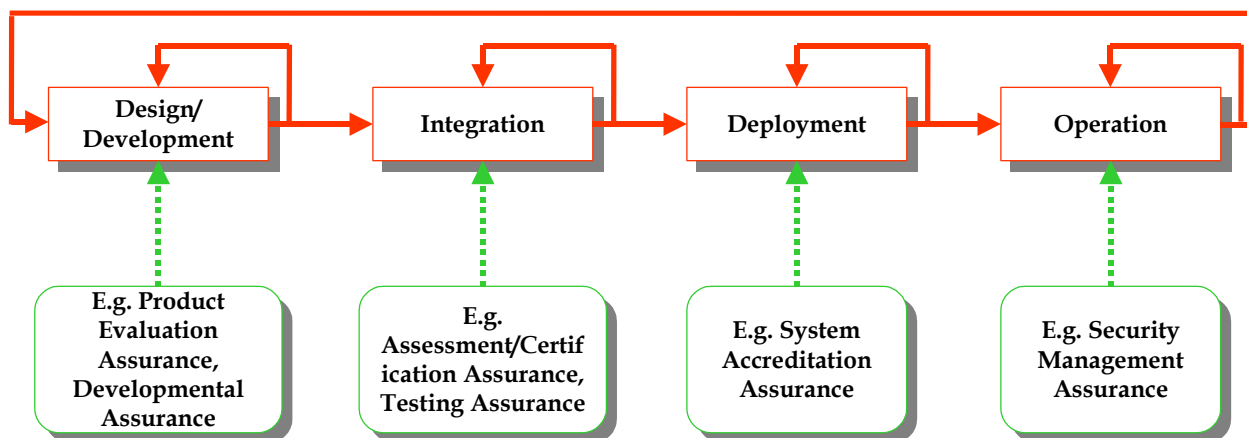 Design/
Development
Integration
Deployment
Operation
E.g. Product
Evaluation
Assurance,
Developmental
Assurance
E.g.
Assessment/Certif
ication Assurance,
Testing Assurance
E.g. System
Accreditation
Assurance
E.g. Security
Management
Assurance